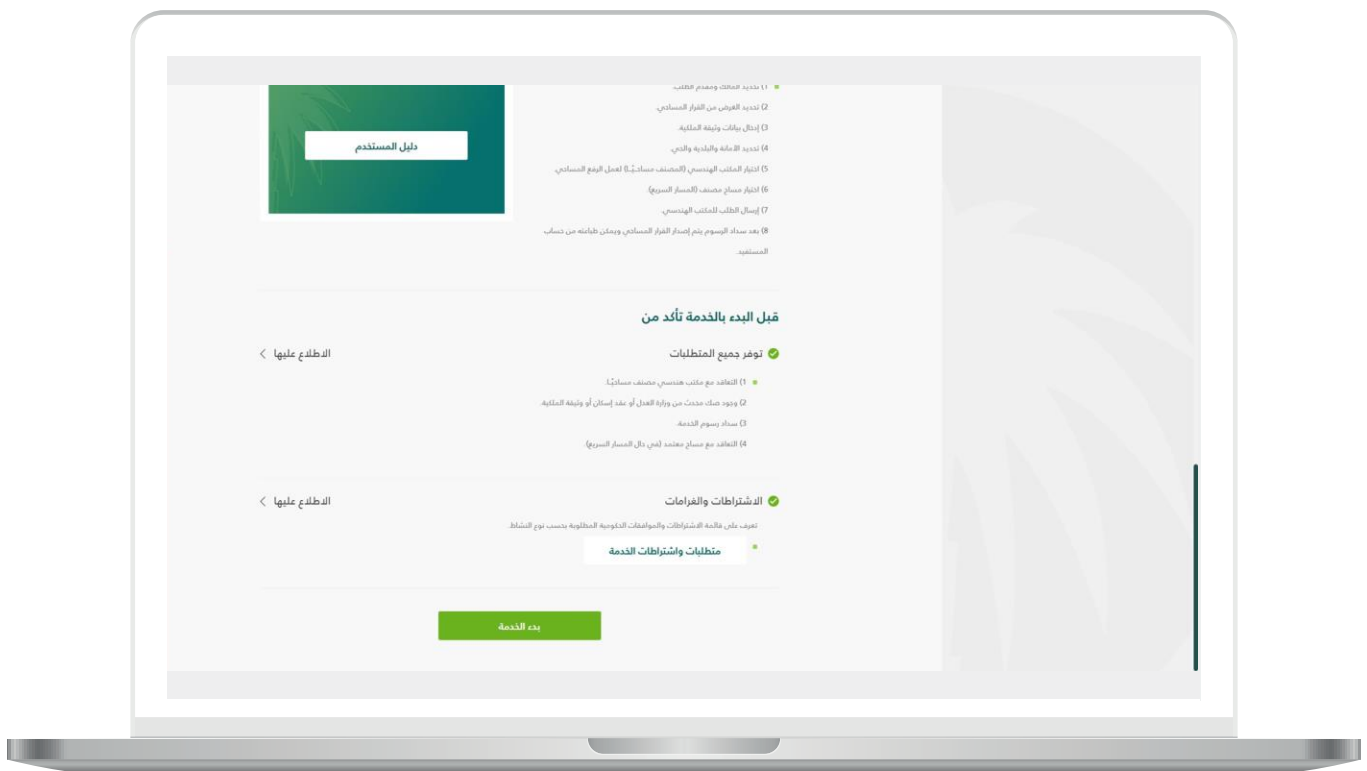 1) تحديد المالك ومقدم الطلب.
2) تحديد الغرض من القرار المساحي.
3) إدخال بيانات وثيقة الملكية.
4) تحديد الأمانة والبلدية والحي.
5) اختيار المكتب الهندسي (المصنف مساحيًا) لعمل الرفع المساحي.
6) اختيار مساح مصنف (المسار السريع).
7) إرسال الطلب للمكتب الهندسي.
8) بعد سداد الرسوم يتم إصدار القرار المساحي ويمكن طباعته من حساب
المستفيد.
دليل المستخدم
قبل البدء بالخدمة تأكد من
توفر جميع المتطلبات
الاطلاع عليها
1) التعاقد مع مكتب هندسي مصنف مساحيًا.
2) وجود صك محدث من وزارة العدل أو عقد إسكان أو وثيقة الملكية.
3) سداد رسوم الخدمة.
4) التعاقد مع مساح معتمد (في حال المسار السريع).
الاشتراطات والغرامات
الاطلاع عليها
تعرف على قائمة الاشتراطات والموافقات الحكومية المطلوبة بحسب نوع النشاط.
متطلبات واشتراطات الخدمة
بدء الخدمة